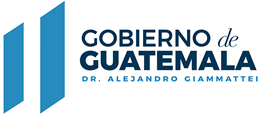 GOBIERNO de
GUATEMALA
DR. ALEJANDRO GIAMMATTEI